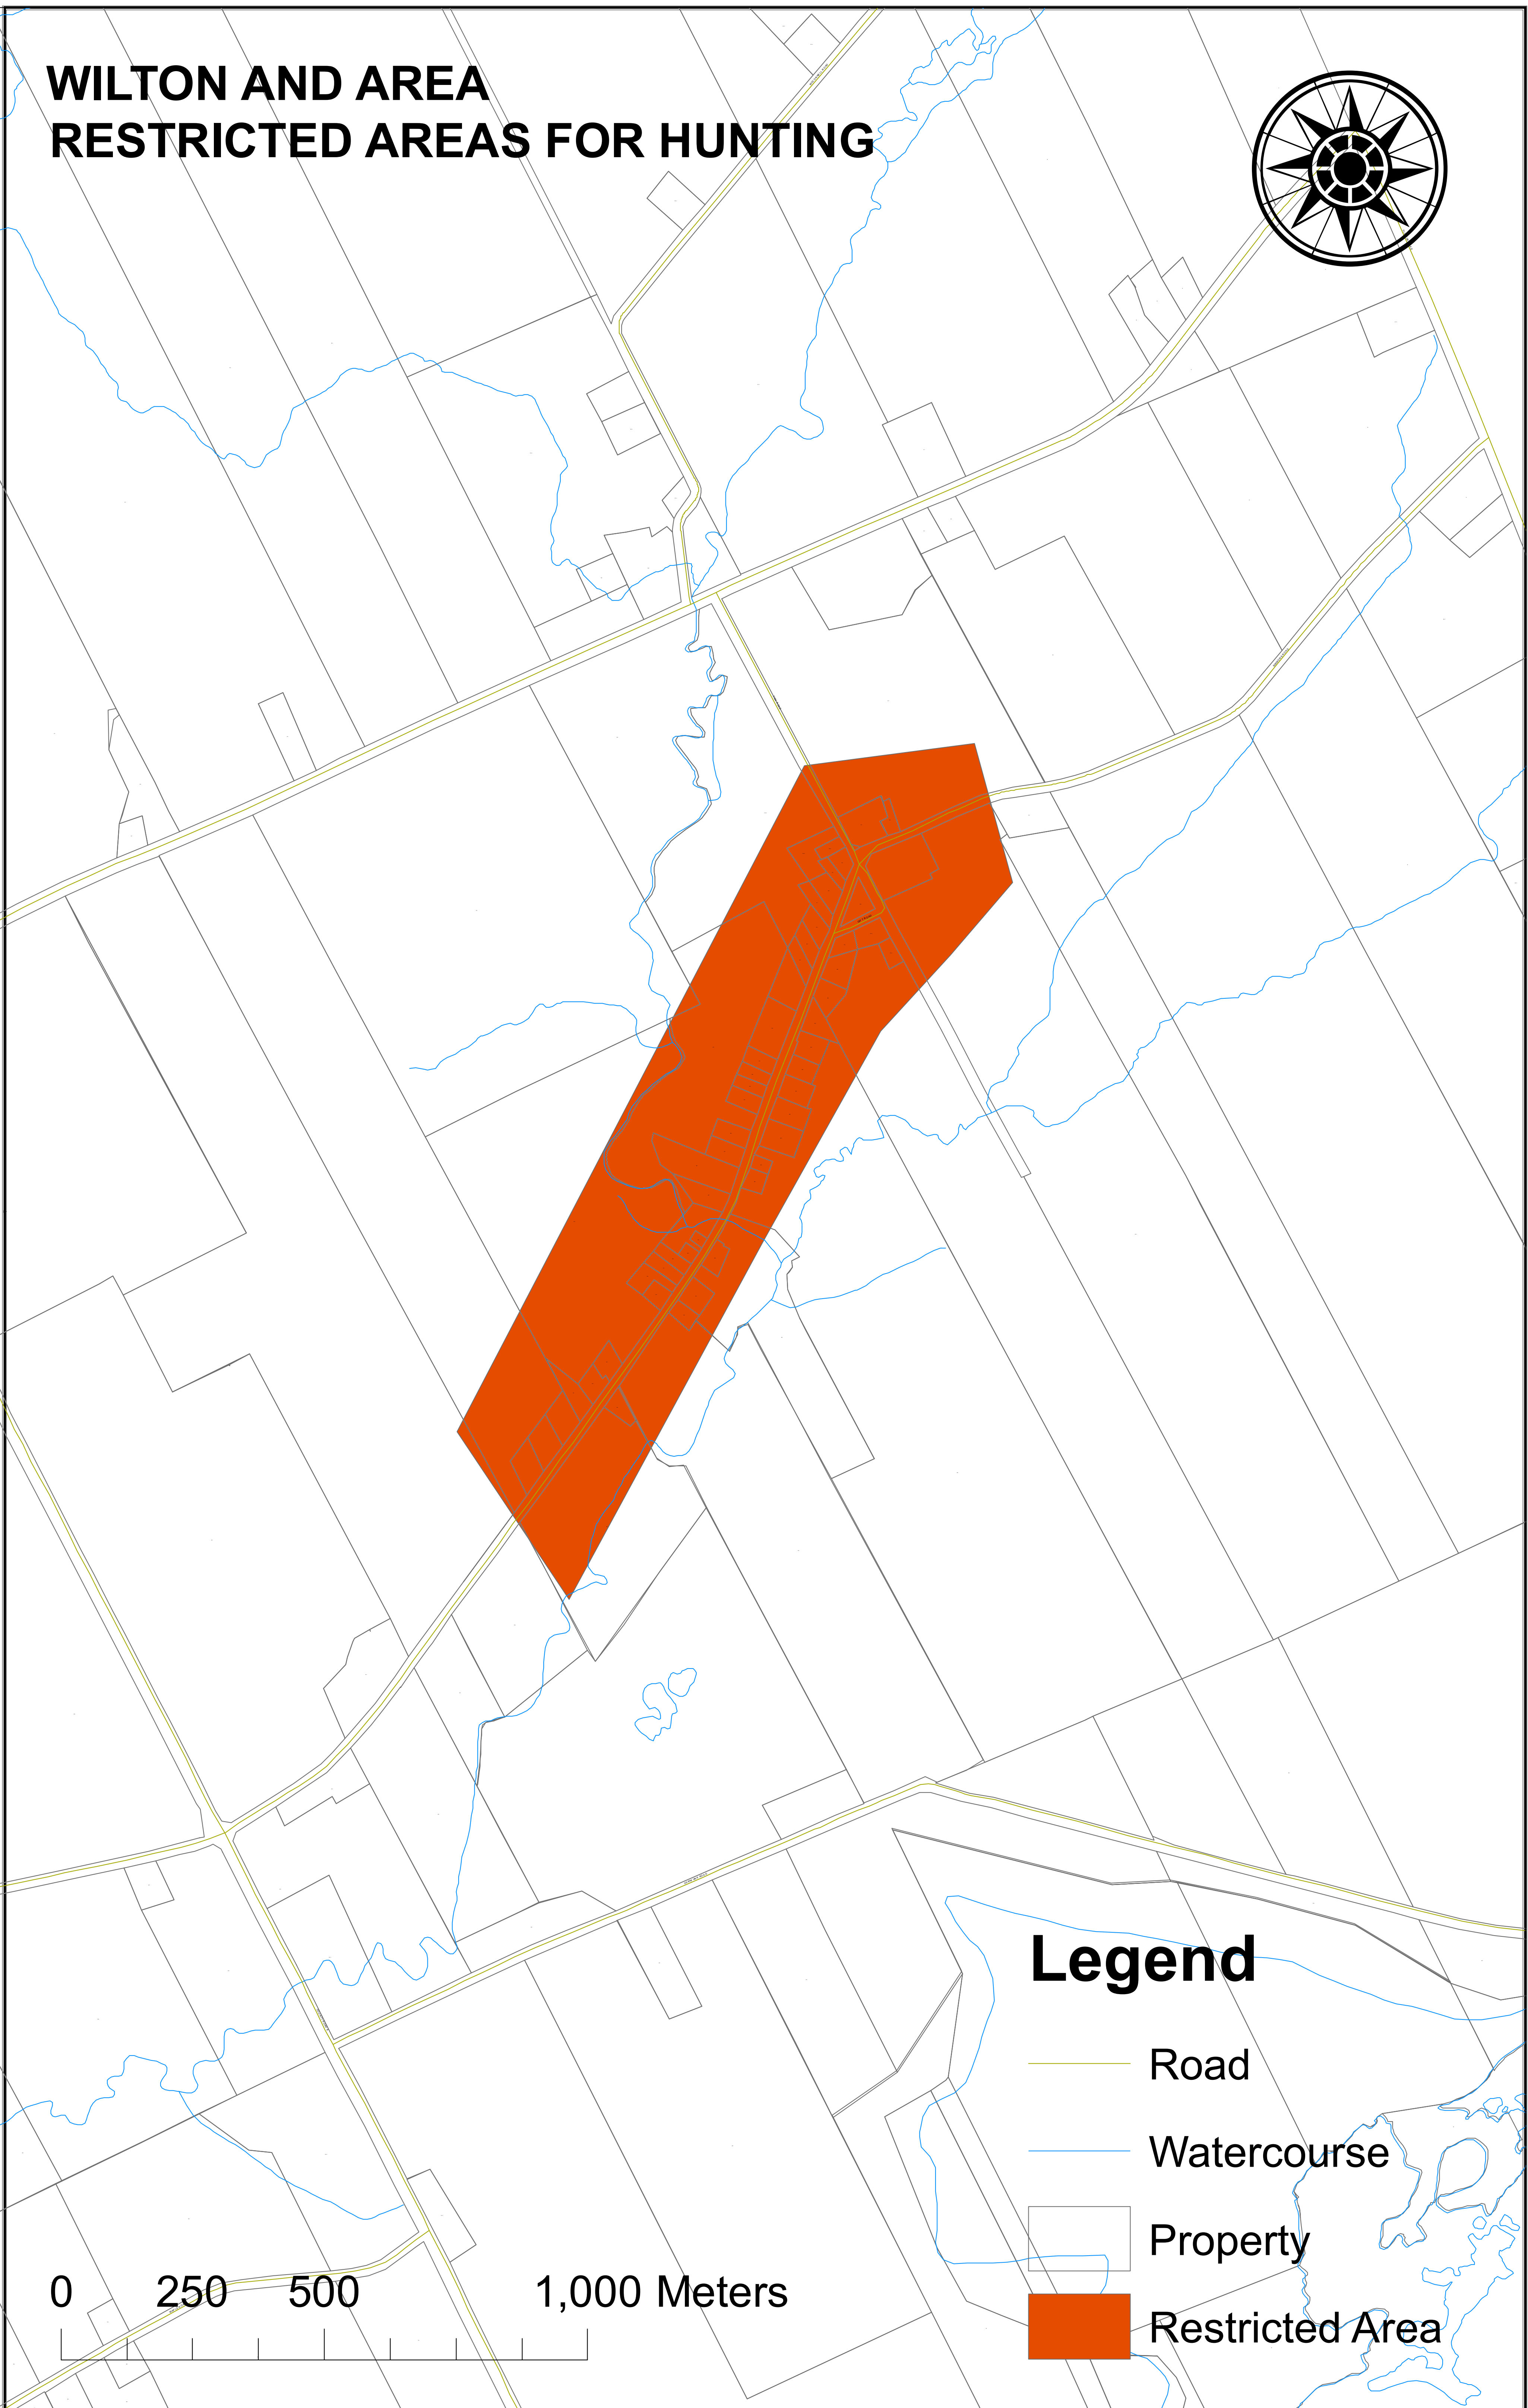 WILTON AND AREA
RESTRICTED AREAS FOR HUNTING
Legend
Road
Watercourse
Property
Restricted Area
0 250 500 1,000 Meters